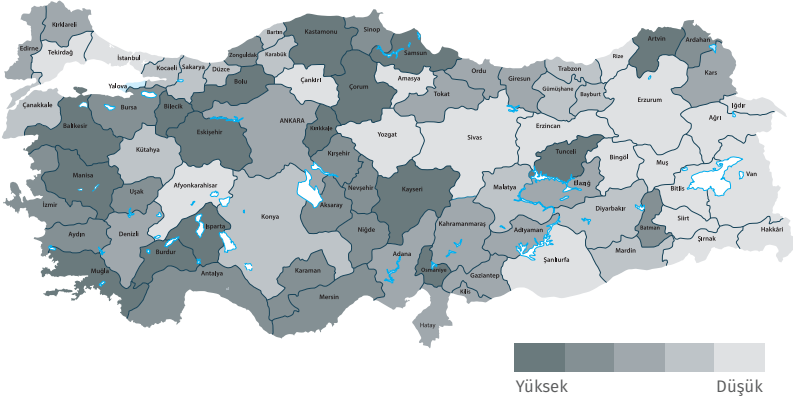 Kırklareli
Edirne
Tekirdağ
İstanbul
Yalova
Kocaeli
Sakarya
Düzce
Zonguldak
Bartın
Karabük
Kastamonu
Sinop
Samsun
Bolu
Çankırı
Çorum
Amasya
Tokat
Ordu
Giresun
Trabzon
Gümüşhane
Bayburt
Rize
Artvin
Ardahan
Kars
Iğdır
Ağrı
Erzurum
Erzincan
Çanakkale
Balıkesir
Bursa
Bilecik
Eskişehir
ANKARA
Kırıkkale
Yozgat
Sivas
Tunceli
Bingöl
Muş
Bitlis
Van
Kütahya
Manisa
Uşak
Afyonkarahisar
Kırşehir
Nevşehir
Kayseri
Malatya
Elazığ
Diyarbakır
Batman
Siirt
Şırnak
Hakkâri
İzmir
Aydın
Denizli
Isparta
Burdur
Konya
Aksaray
Niğde
Kahramanmaraş
Adıyaman
Mardin
Şanlıurfa
Muğla
Antalya
Karaman
Mersin
Adana
Osmaniye
Gaziantep
Kilis
Hatay
Yüksek
Düşük